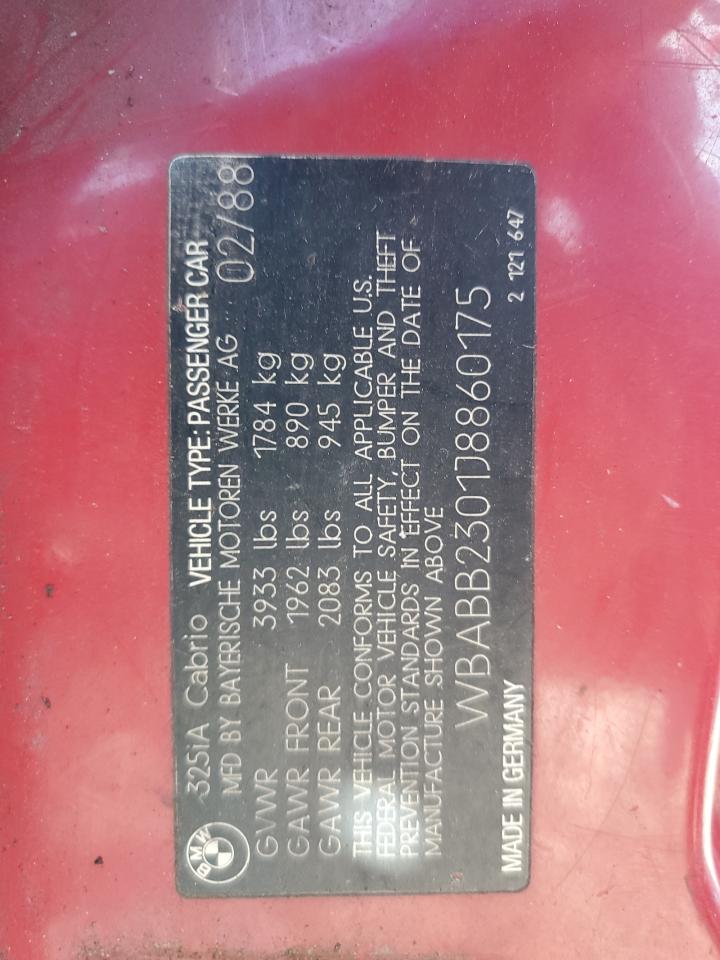 BMW
325iA Cabrio VEHICLE TYPE: PASSENGER CAR
MFD BY BAYERISCHE MOTOREN WERKE AG 02/88
GVWR 3933 lbs 1784 kg
GAWR FRONT 1962 lbs 890 kg
GAWR REAR 2083 lbs 945 kg
THIS VEHICLE CONFORMS TO ALL APPLICABLE U.S.
FEDERAL MOTOR VEHICLE SAFETY, BUMPER AND THEFT
PREVENTION STANDARDS IN EFFECT ON THE DATE OF
MANUFACTURE SHOWN ABOVE
WBABB2301J8860175
MADE IN GERMANY 2 121 647